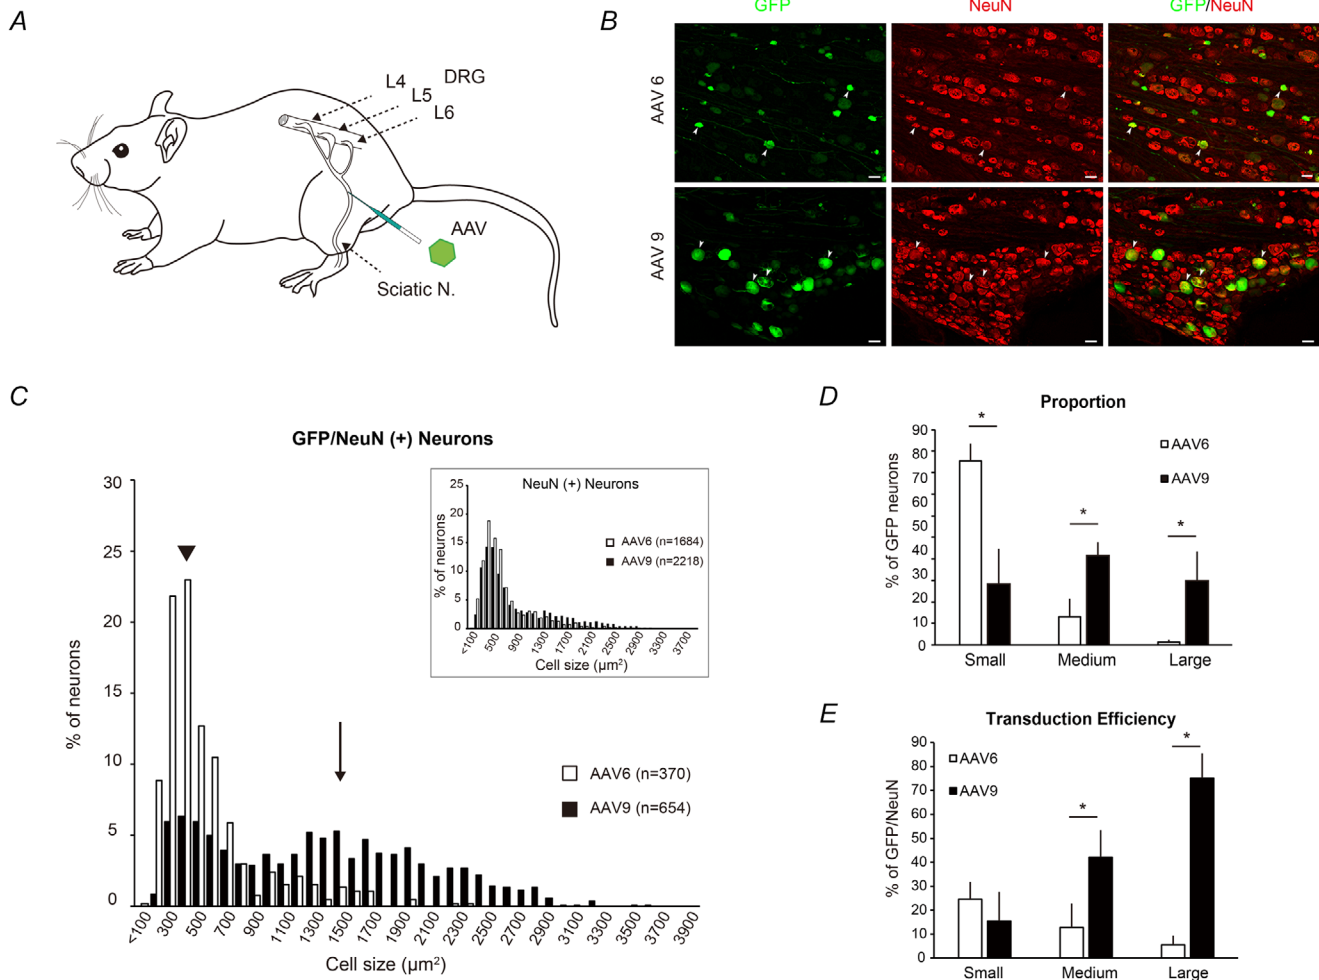 A
L4
DRG
L5
L6
AAV
Sciatic N.
B
GFP
NeuN
GFP/NeuN
AAV 6
AAV 9
C
GFP/NeuN (+) Neurons
% of neurons
30
25
20
15
10
5
0
<100
300
500
700
900
1100
1300
1500
1700
1900
2100
2300
2500
2700
2900
3100
3300
3500
3700
3900
Cell size (µm²)
AAV6 (n=370)
AAV9 (n=654)
NeuN (+) Neurons
% of neurons
25
20
15
10
5
0
AAV6 (n=1684)
AAV9 (n=2218)
<100
500
900
1300
1700
2100
2500
2900
3300
3700
Cell size (µm²)
D
Proportion
% of GFP neurons
90
80
70
60
50
40
30
20
10
0
*
*
*
AAV6
AAV9
Small
Medium
Large
E
Transduction Efficiency
% of GFP/NeuN
90
80
70
60
50
40
30
20
10
0
AAV6
AAV9
*
*
Small
Medium
Large